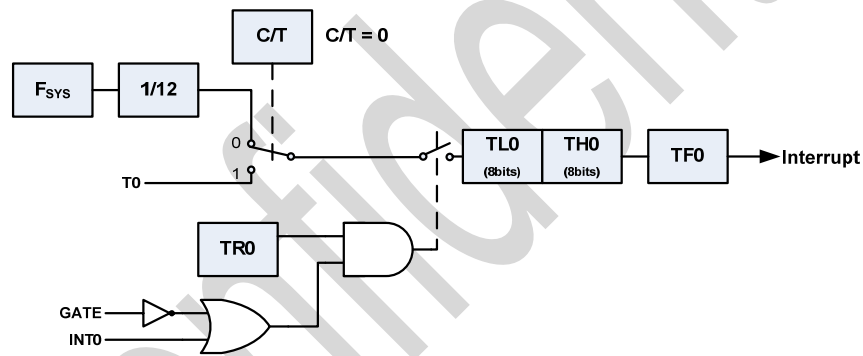 C/T
C/T = 0
FSYS
1/12
0
1
T0
TL0
(8bits)
TH0
(8bits)
TF0
Interrupt
TR0
GATE
INT0